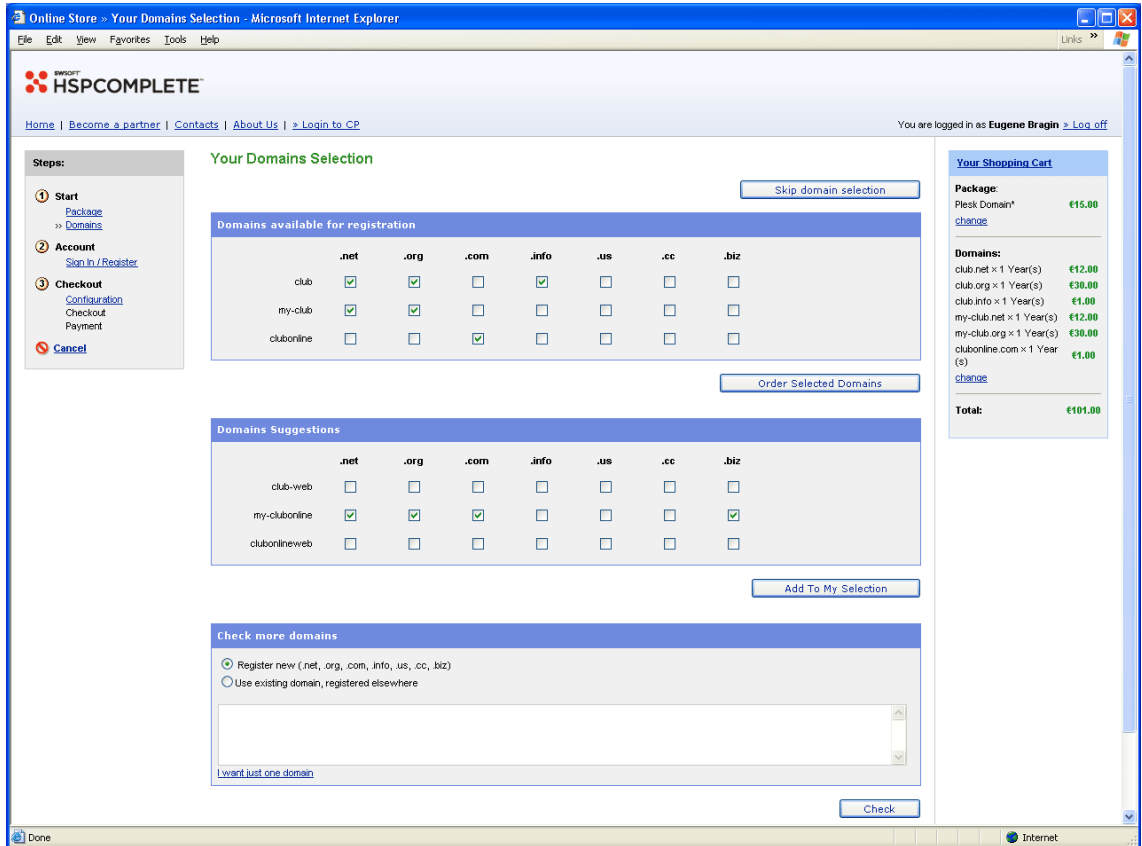 Online Store » Your Domains Selection - Microsoft Internet Explorer
File Edit View Favorites Tools Help Links »
SWSOFT
HSPCOMPLETE™
Home | Become a partner | Contacts | About Us | » Login to CP
You are logged in as Eugene Bragin » Log off
Steps:
1 Start
Package
» Domains
2 Account
Sign In / Register
3 Checkout
Configuration
Checkout
Payment
Cancel
Your Domains Selection
Skip domain selection
Domains available for registration
.net .org .com .info .us .cc .biz
club
my-club
clubonline
Order Selected Domains
Domains Suggestions
.net .org .com .info .us .cc .biz
club-web
my-clubonline
clubonlineweb
Add To My Selection
Check more domains
Register new (.net, .org, .com, .info, .us, .cc, .biz)
Use existing domain, registered elsewhere
I want just one domain
Check
Your Shopping Cart
Package:
Plesk Domain* €15.00
change
Domains:
club.net × 1 Year(s) €12.00
club.org × 1 Year(s) €30.00
club.info × 1 Year(s) €1.00
my-club.net × 1 Year(s) €12.00
my-club.org × 1 Year(s) €30.00
clubonline.com × 1 Year
(s) €1.00
change
Total: €101.00
Done Internet